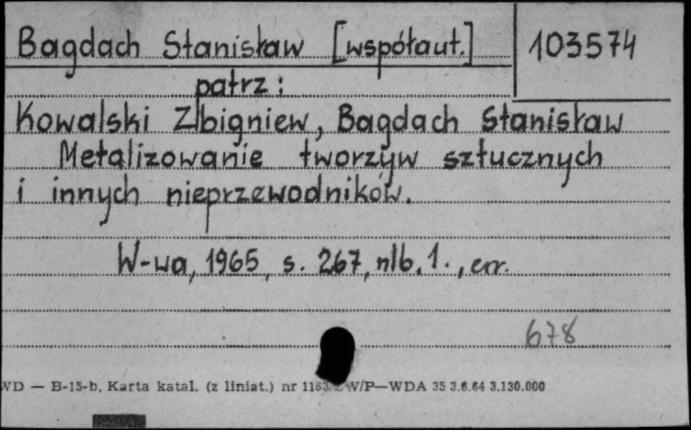 Bagdach Stanisław [współaut.] 103574
patrz:
Kowalski Zbigniew, Bagdach Stanisław
Metalizowanie tworzyw sztucznych
i innych nieprzewodników.
W-wa, 1965, s. 267, nlb. 1., err.
678
WD — B-15-b. Karta katal. (z liniat.) nr W/P—WDA 35 3.6.64 3.130.000